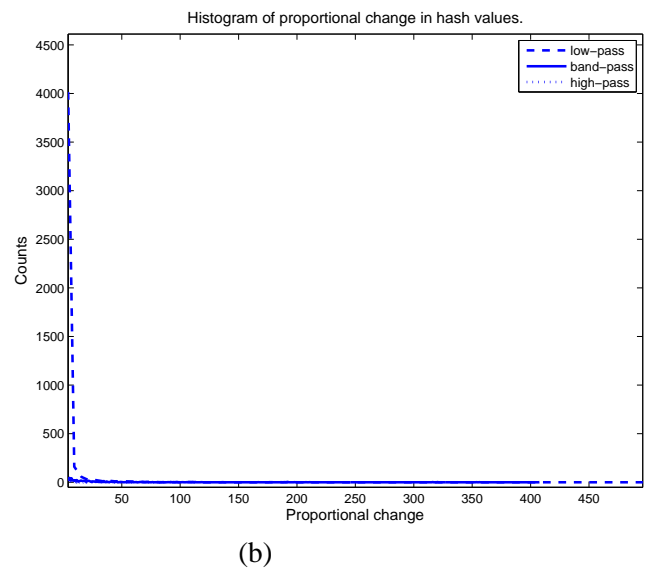 Histogram of proportional change in hash values.
4500
4000
3500
3000
2500
2000
1500
1000
500
0
Counts
low−pass
band−pass
high−pass
50 100 150 200 250 300 350 400 450
Proportional change
(b)